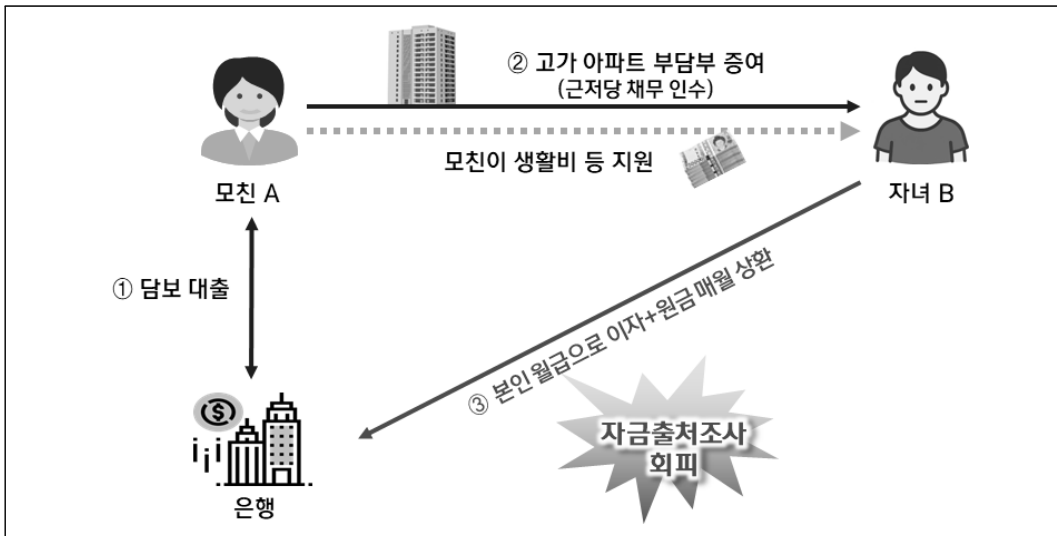 ② 고가 아파트 부담부 증여
(근저당 채무 인수)
모친이 생활비 등 지원
모친 A
자녀 B
① 담보 대출
③ 본인 월급으로 이자+원금 매월 상환
자금출처조사
회피
은행